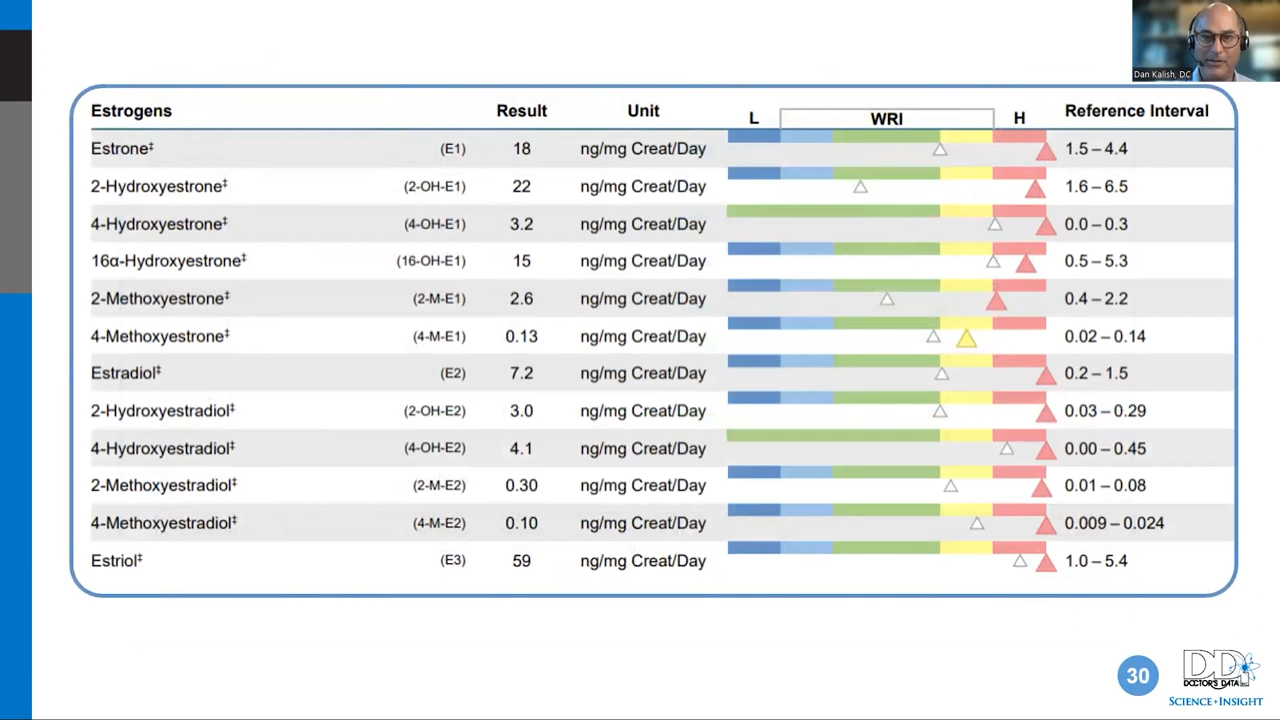 Dan Kalish, DC
Estrogens Result Unit L WRI H Reference Interval
Estrone‡ (E1) 18 ng/mg Creat/Day 1.5 – 4.4
2-Hydroxyestrone‡ (2-OH-E1) 22 ng/mg Creat/Day 1.6 – 6.5
4-Hydroxyestrone‡ (4-OH-E1) 3.2 ng/mg Creat/Day 0.0 – 0.3
16α-Hydroxyestrone‡ (16-OH-E1) 15 ng/mg Creat/Day 0.5 – 5.3
2-Methoxyestrone‡ (2-M-E1) 2.6 ng/mg Creat/Day 0.4 – 2.2
4-Methoxyestrone‡ (4-M-E1) 0.13 ng/mg Creat/Day 0.02 – 0.14
Estradiol‡ (E2) 7.2 ng/mg Creat/Day 0.2 – 1.5
2-Hydroxyestradiol‡ (2-OH-E2) 3.0 ng/mg Creat/Day 0.03 – 0.29
4-Hydroxyestradiol‡ (4-OH-E2) 4.1 ng/mg Creat/Day 0.00 – 0.45
2-Methoxyestradiol‡ (2-M-E2) 0.30 ng/mg Creat/Day 0.01 – 0.08
4-Methoxyestradiol‡ (4-M-E2) 0.10 ng/mg Creat/Day 0.009 – 0.024
Estriol‡ (E3) 59 ng/mg Creat/Day 1.0 – 5.4
30
DDI
DOCTOR'S DATA INC
SCIENCE + INSIGHT